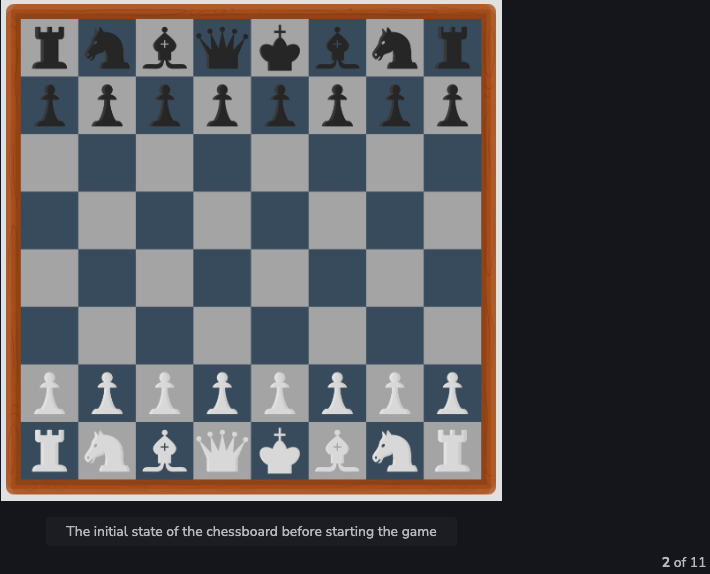 The initial state of the chessboard before starting the game
2 of 11